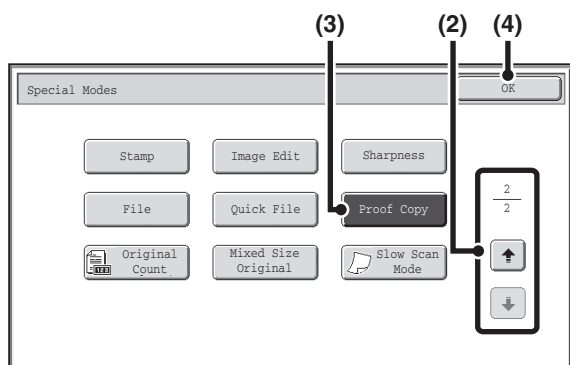 (3) (2) (4)
Special Modes OK
Stamp Image Edit Sharpness
File Quick File Proof Copy
2
2
Original
Count
Mixed Size
Original
Slow Scan
Mode
123